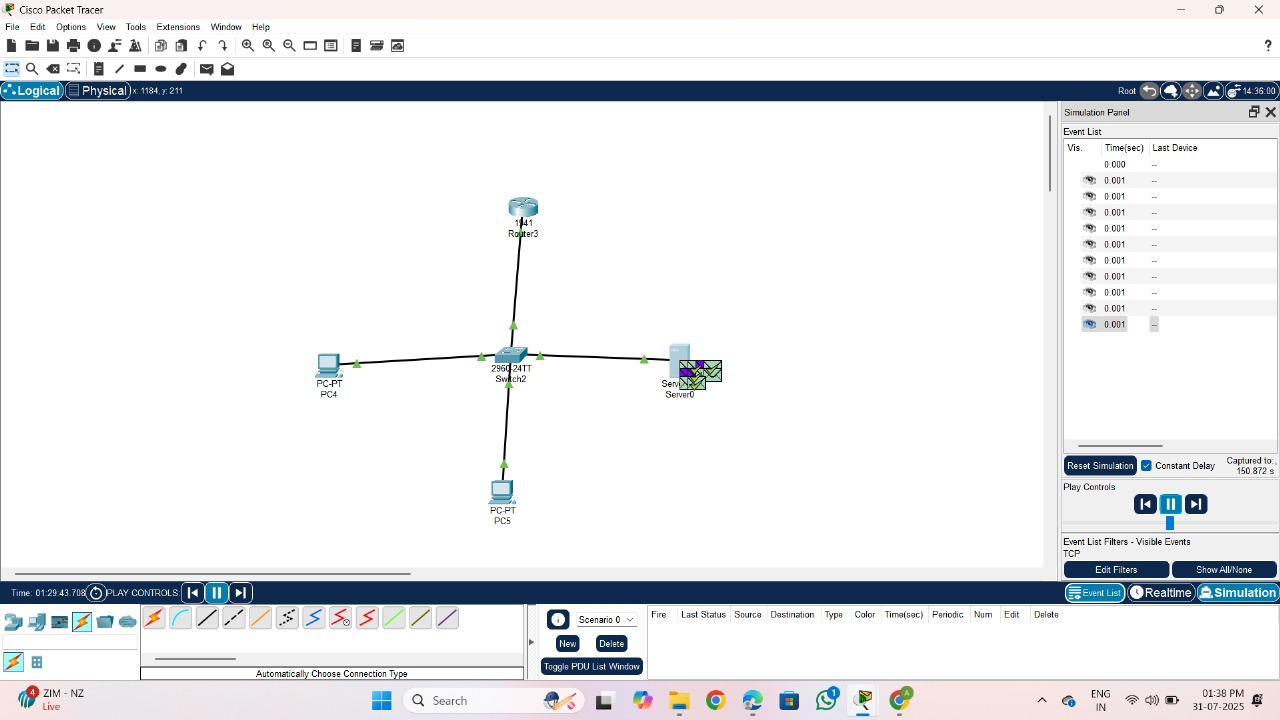 Cisco Packet Tracer
File Edit Options View Tools Extensions Window Help
?
Logical Physical x: 1184, y: 211 Root 14:36:00
Simulation Panel
Event List
Vis. Time(sec) Last Device
0.000 --
0.001 --
0.001 --
0.001 --
0.001 --
0.001 --
0.001 --
0.001 --
0.001 --
0.001 --
0.001 --
1941
Router3
2960-24TT
Switch2
PC-PT
PC4
Server0
PC-PT
PC5
Reset Simulation Constant Delay Captured to:
150.872 s
Play Controls
Event List Filters - Visible Events
TCP
Edit Filters Show All/None
Time: 01:29:43.708 PLAY CONTROLS: Event List Realtime Simulation
Scenario 0
New Delete
Toggle PDU List Window
Fire Last Status Source Destination Type Color Time(sec) Periodic Num Edit Delete
Automatically Choose Connection Type
4 ZIM - NZ
Live
Search
1
ENG
IN
01:38 PM
31-07-2025